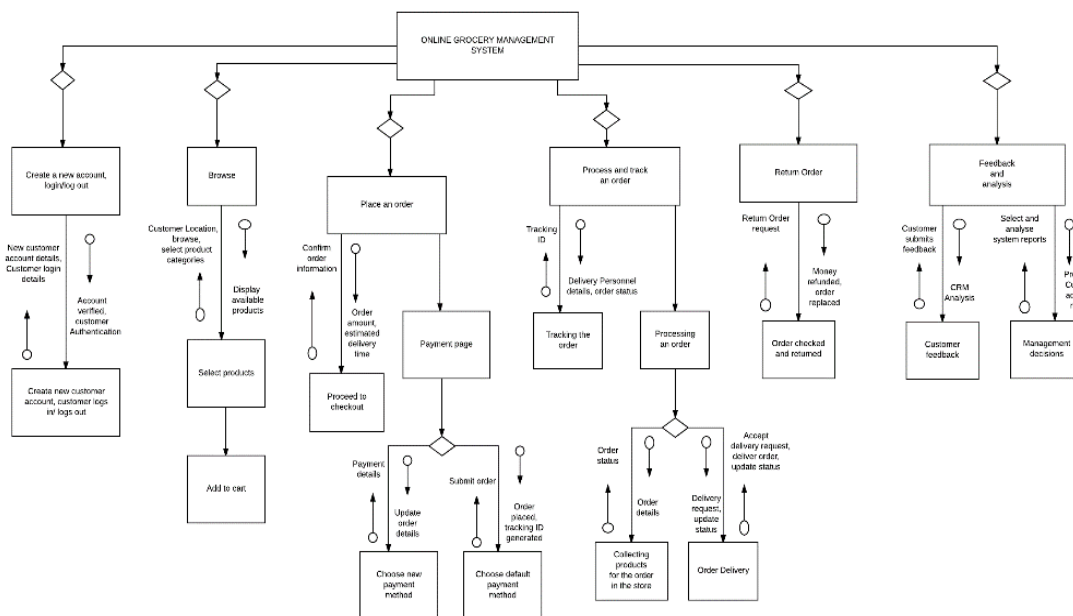 ONLINE GROCERY MANAGEMENT
SYSTEM
Create a new account,
login/log out
Browse
Place an order
Process and track
an order
Return Order
Feedback
and
analysis
New customer
account details,
Customer login
details
Account
verified,
customer
Authentication
Create new customer
account, customer logs
in/ logs out
Customer Location,
browse,
select product
categories
Display
available
products
Select products
Add to cart
Confirm
order
information
Order
amount,
estimated
delivery
time
Proceed to
checkout
Payment page
Payment
details
Update
order
details
Choose new
payment
method
Submit order
Order
placed,
tracking ID
generated
Choose default
payment
method
Tracking
ID
Delivery Personnel
details, order status
Tracking the
order
Processing
an order
Order
status
Order
details
Collecting
products
for the order
in the store
Delivery
request,
update
status
Accept
delivery request,
deliver order,
update status
Order Delivery
Return Order
request
Money
refunded,
order
replaced
Order checked
and returned
Customer
submits
feedback
CRM
Analysis
Customer
feedback
Select and
analyse
system reports
Management
decisions